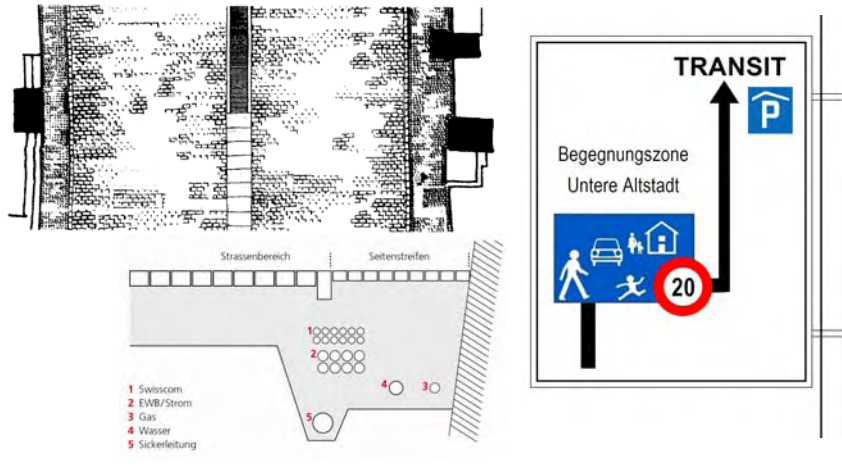 Strassenbereich
Seitenstreifen
1
2
4
3
5
1 Swisscom
2 EWB/Strom
3 Gas
4 Wasser
5 Sickerleitung
TRANSIT
P
Begegnungszone
Untere Altstadt
20